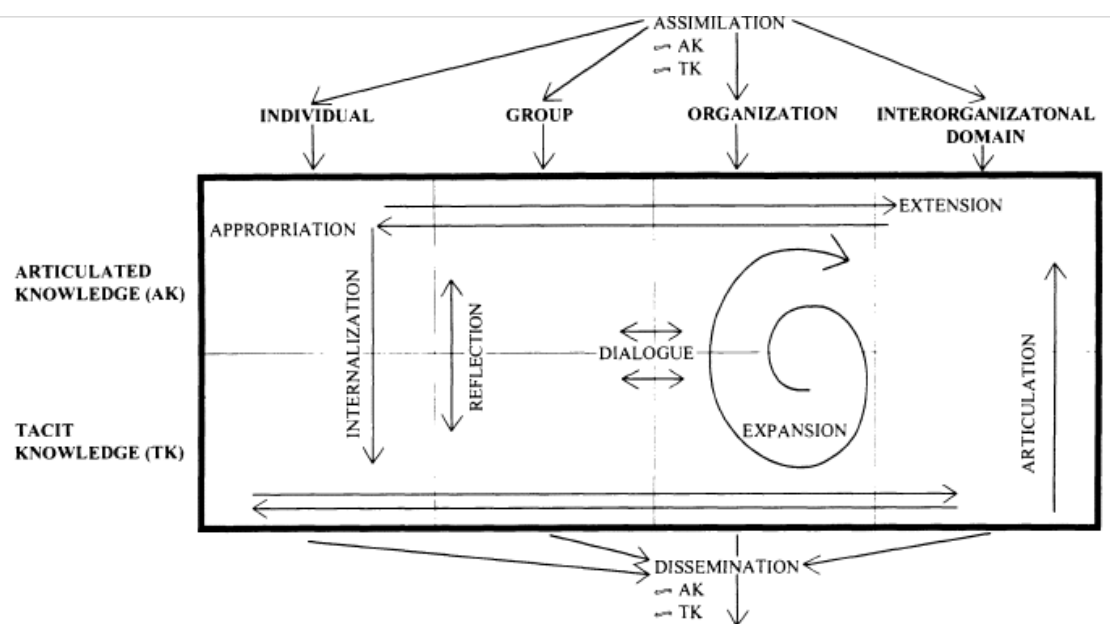 ASSIMILATION
AK
TK
INDIVIDUAL
GROUP
ORGANIZATION
INTERORGANIZATONAL
DOMAIN
EXTENSION
APPROPRIATION
ARTICULATED
KNOWLEDGE (AK)
INTERNALIZATION
REFLECTION
DIALOGUE
ARTICULATION
TACIT
KNOWLEDGE (TK)
EXPANSION
DISSEMINATION
AK
TK